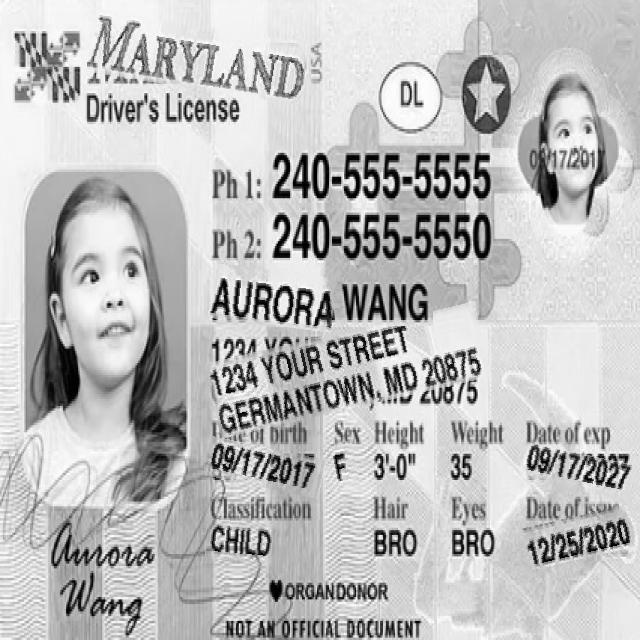 MARYLAND USA
Driver's License
DL
09/17/2017
Ph 1: 240-555-5555
Ph 2: 240-555-5550
AURORA WANG
1234 YOUR STREET
GERMANTOWN, MD 20875
Date of birth Sex Height Weight Date of exp
09/17/2017 F 3'-0" 35 09/17/2027
Classification Hair Eyes Date of issue
CHILD BRO BRO 12/25/2020
Aurora
Wang
♥ORGANDONOR
NOT AN OFFICIAL DOCUMENT